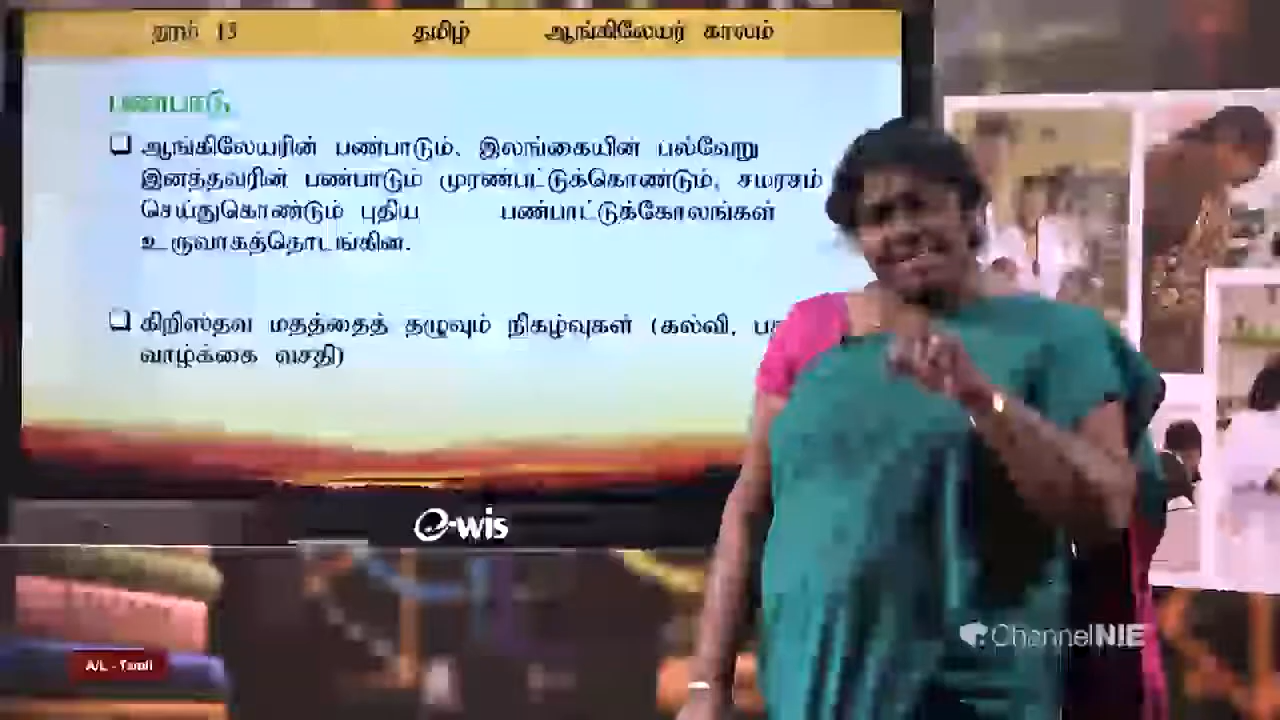 தரம் 13 தமிழ் ஆங்கிலேயர் காலம்
பண்பாடு
ஆங்கிலேயரின் பண்பாடும், இலங்கையின் பல்வேறு
இனத்தவரின் பண்பாடும் முரண்பட்டுக்கொண்டும், சமரசம்
செய்துகொண்டும் புதிய பண்பாட்டுக்கோலங்கள்
உருவாகத்தொடங்கின.
கிறிஸ்தவ மதத்தைத் தழுவும் நிகழ்வுகள் (கல்வி,
வாழ்க்கை வசதி)
e-wis
ChannelNIE
A/L - Tamil